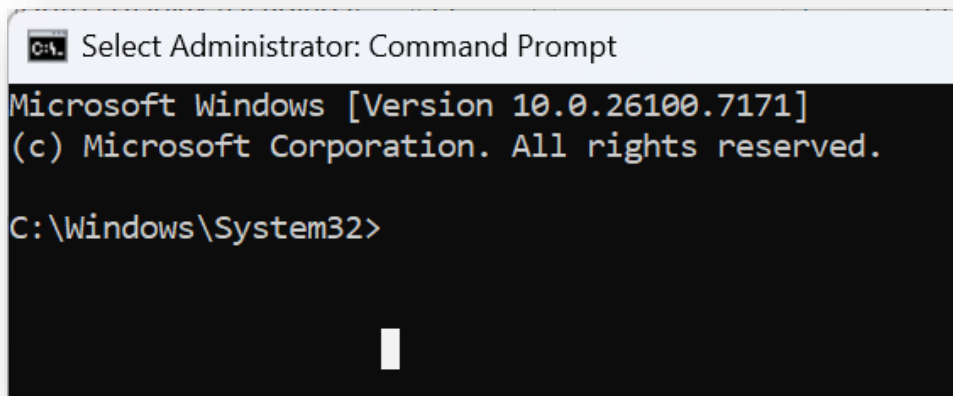 Select Administrator: Command Prompt
Microsoft Windows [Version 10.0.26100.7171]
(c) Microsoft Corporation. All rights reserved.
C:\Windows\System32>